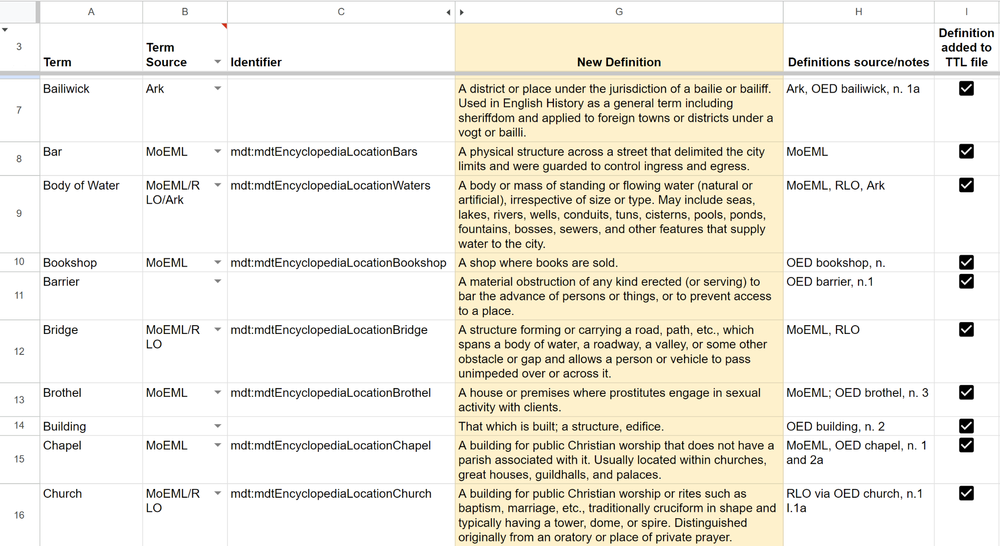 A B C G H I
3
Term
Term
Source
Identifier
New Definition
Definitions source/notes
Definition
added to
TTL file
7
Bailiwick
Ark
A district or place under the jurisdiction of a bailie or bailiff.
Used in English History as a general term including
sheriffdom and applied to foreign towns or districts under a
vogt or bailli.
Ark, OED bailiwick, n. 1a
8
Bar
MoEML
mdt:mdtEncyclopediaLocationBars
A physical structure across a street that delimited the city
limits and were guarded to control ingress and egress.
MoEML
9
Body of Water
MoEML/R
LO/Ark
mdt:mdtEncyclopediaLocationWaters
A body or mass of standing or flowing water (natural or
artificial), irrespective of size or type. May include seas,
lakes, rivers, wells, conduits, tuns, cisterns, pools, ponds,
fountains, bosses, sewers, and other features that supply
water to the city.
MoEML, RLO, Ark
10
Bookshop
MoEML
mdt:mdtEncyclopediaLocationBookshop
A shop where books are sold.
OED bookshop, n.
11
Barrier
A material obstruction of any kind erected (or serving) to
bar the advance of persons or things, or to prevent access
to a place.
OED barrier, n.1
12
Bridge
MoEML/R
LO
mdt:mdtEncyclopediaLocationBridge
A structure forming or carrying a road, path, etc., which
spans a body of water, a roadway, a valley, or some other
obstacle or gap and allows a person or vehicle to pass
unimpeded over or across it.
MoEML, RLO
13
Brothel
MoEML
mdt:mdtEncyclopediaLocationBrothel
A house or premises where prostitutes engage in sexual
activity with clients.
MoEML; OED brothel, n. 3
14
Building
That which is built; a structure, edifice.
OED building, n. 2
15
Chapel
MoEML
mdt:mdtEncyclopediaLocationChapel
A building for public Christian worship that does not have a
parish associated with it. Usually located within churches,
great houses, guildhalls, and palaces.
MoEML, OED chapel, n. 1
and 2a
16
Church
MoEML/R
LO
mdt:mdtEncyclopediaLocationChurch
A building for public Christian worship or rites such as
baptism, marriage, etc., traditionally cruciform in shape and
typically having a tower, dome, or spire. Distinguished
originally from an oratory or place of private prayer.
RLO via OED church, n.1
I.1a